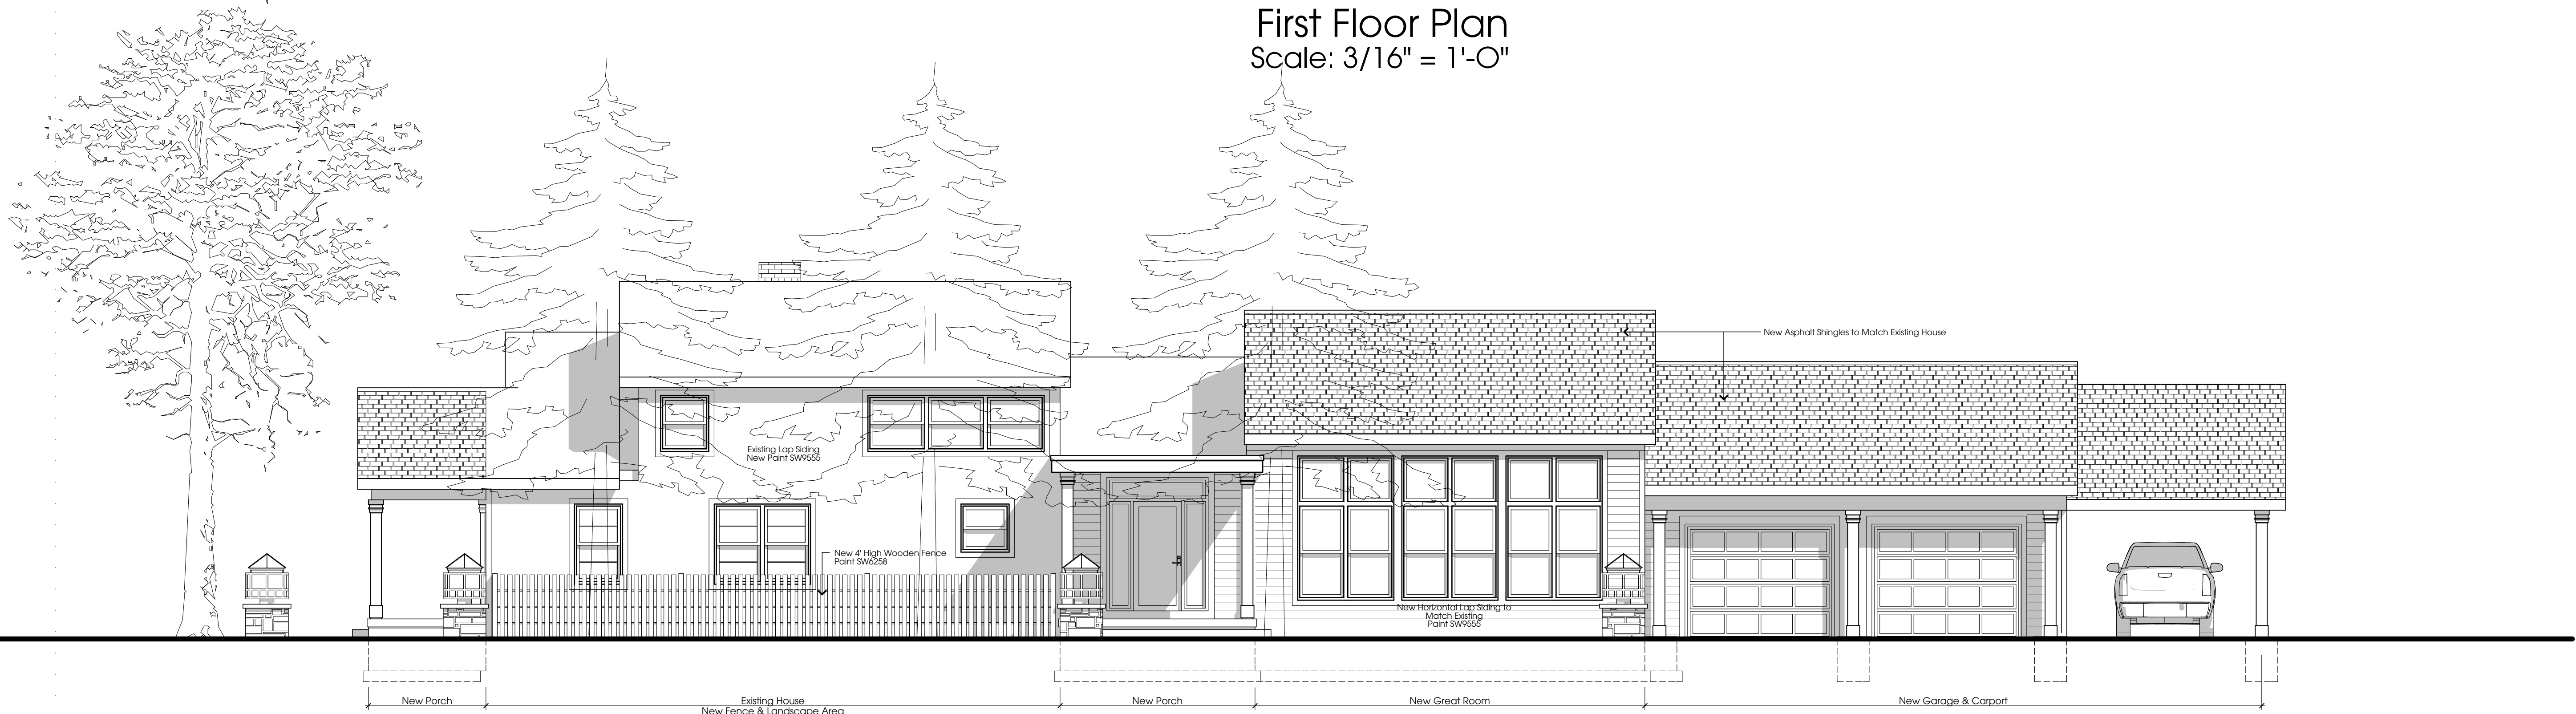 First Floor Plan
Scale: 3/16" = 1'-O"
New Asphalt Shingles to Match Existing House
Existing Lap Siding
New Paint SW9555
New 4' High Wooden Fence
Paint SW6258
New Horizontal Lap Siding to
Match Existing
Paint SW9555
New Porch
Existing House
New Fence & Landscape Area
New Porch
New Great Room
New Garage & Carport